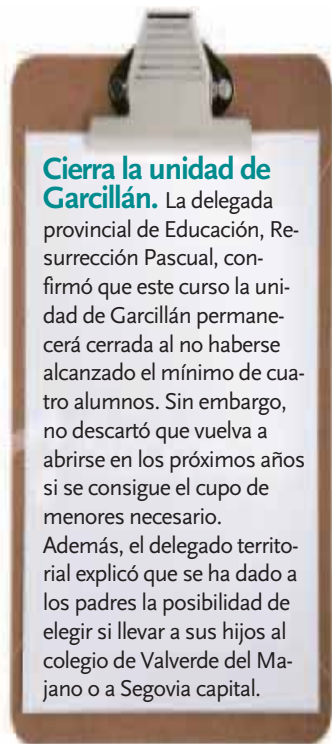 Cierra la unidad de
Garcillán. La delegada
provincial de Educación, Re-
surrección Pascual, con-
firmó que este curso la uni-
dad de Garcillán permane-
cerá cerrada al no haberse
alcanzado el mínimo de cua-
tro alumnos. Sin embargo,
no descartó que vuelva a
abrirse en los próximos años
si se consigue el cupo de
menores necesario.
Además, el delegado territo-
rial explicó que se ha dado a
los padres la posibilidad de
elegir si llevar a sus hijos al
colegio de Valverde del Ma-
jano o a Segovia capital.